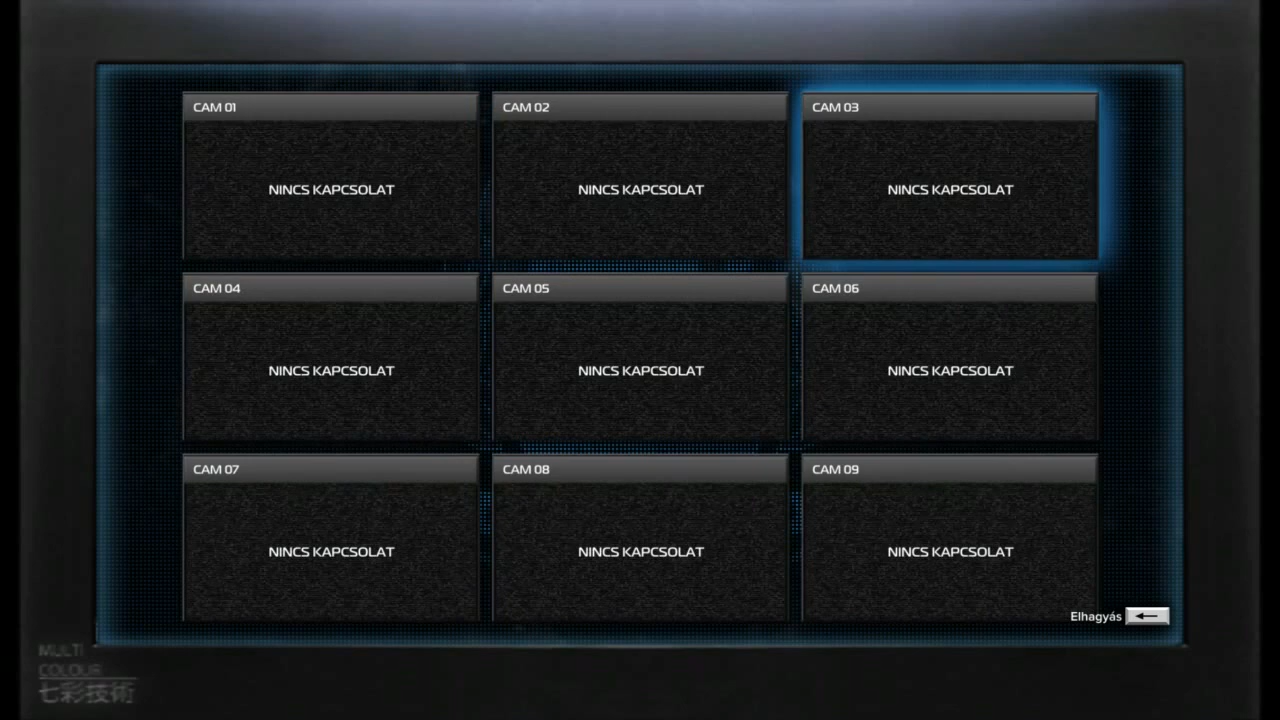 CAM 01
CAM 02
CAM 03
NINCS KAPCSOLAT
NINCS KAPCSOLAT
NINCS KAPCSOLAT
CAM 04
CAM 05
CAM 06
NINCS KAPCSOLAT
NINCS KAPCSOLAT
NINCS KAPCSOLAT
CAM 07
CAM 08
CAM 09
NINCS KAPCSOLAT
NINCS KAPCSOLAT
NINCS KAPCSOLAT
Elhagyás
MULTI
COLOUR
七彩技術